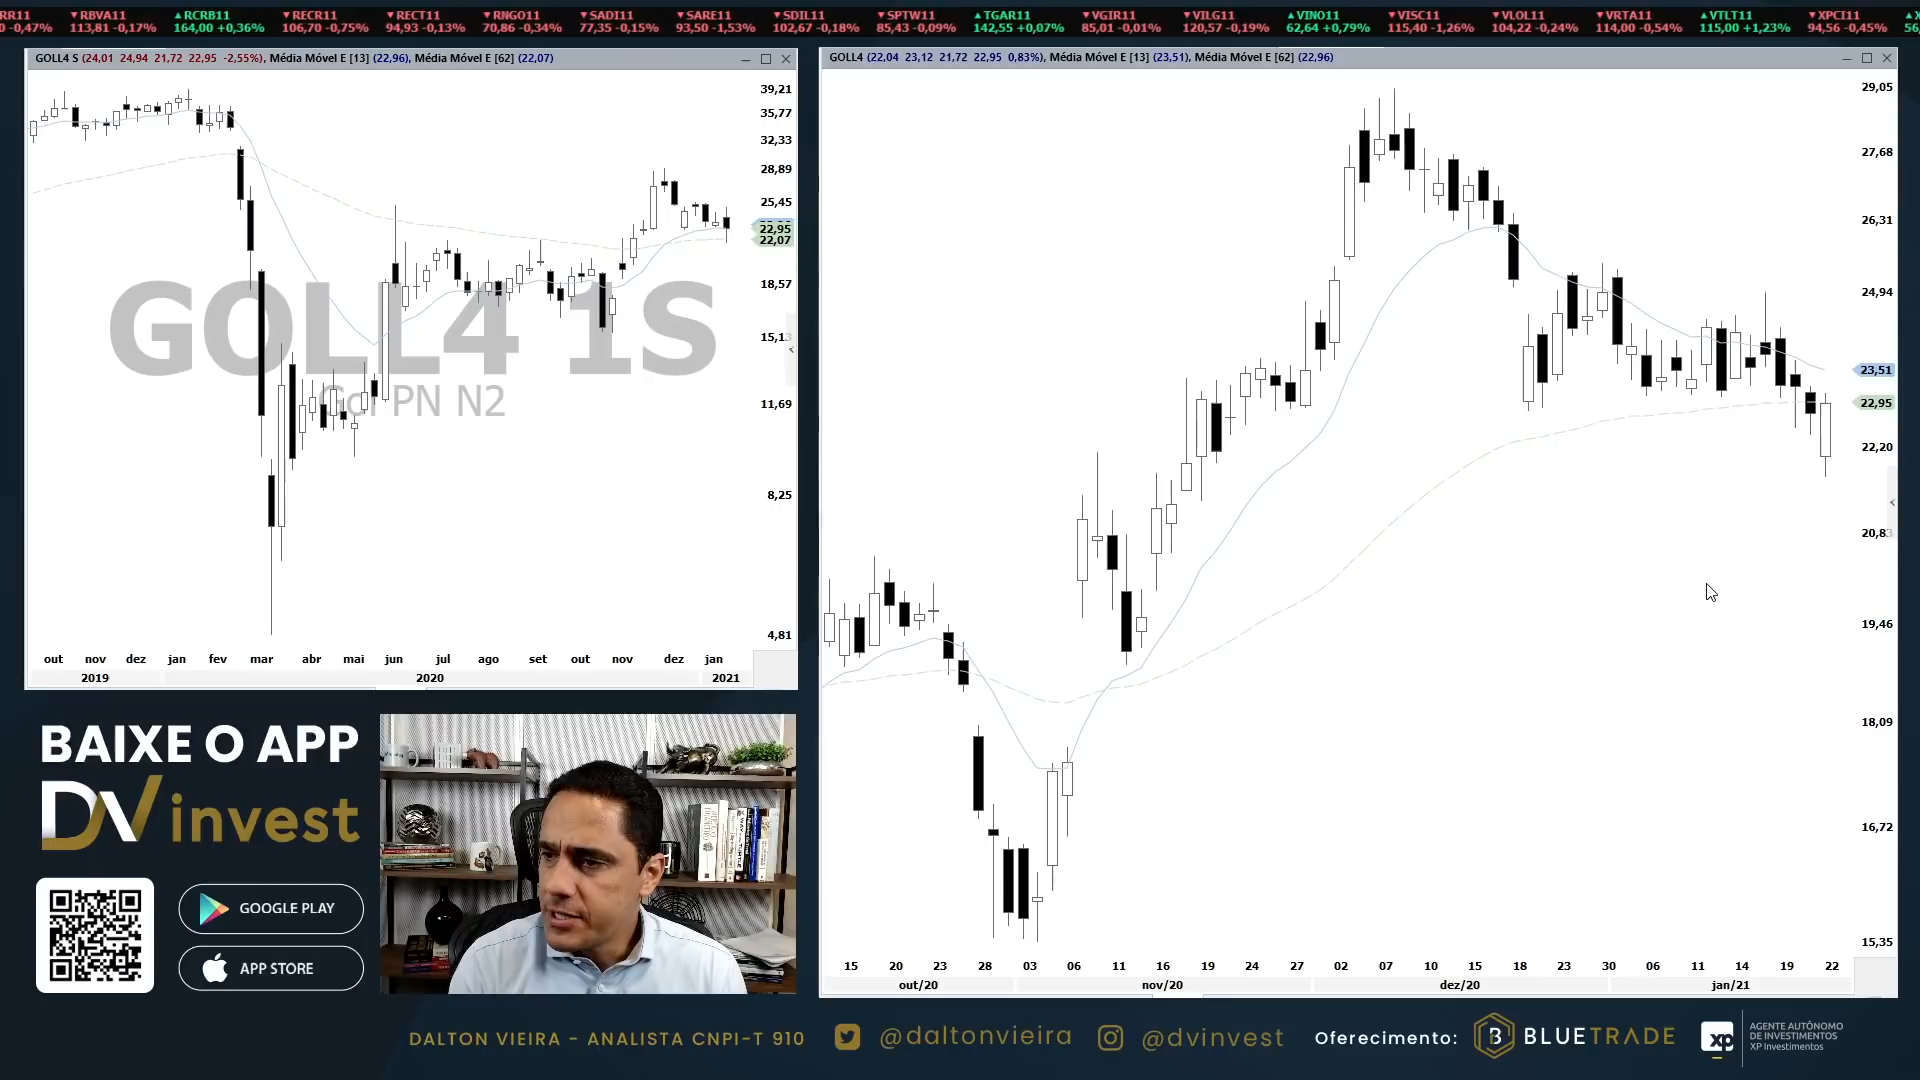 RR11 ▼RBVA11 ▲RCRB11 ▼RECR11 ▼RECT11 ▼RNGO11 ▼SADI11 ▼SARE11 ▼SDIL11 ▼SPTW11 ▲TGAR11 ▼VGIR11 ▼VILG11 ▲VINO11 ▼VISC11 ▼VLOL11 ▼VRTA11 ▲VTLT11 ▼XPCI11
-0,47% 113,81 -0,17% 164,00 +0,36% 106,70 -0,75% 94,93 -0,13% 70,86 -0,34% 77,35 -0,15% 93,50 -1,53% 102,67 -0,18% 85,43 -0,09% 142,55 +0,07% 85,01 -0,01% 120,57 -0,19% 62,64 +0,79% 115,40 -1,26% 104,22 -0,24% 114,00 -0,54% 115,00 +1,23% 94,56 -0,45% 56,
GOLL4 S (24,01 24,94 21,72 22,95 -2,55%), Média Móvel E [13] (22,96), Média Móvel E [62] (22,07)
39,21
35,77
32,33
28,89
25,45
22,95
22,07
18,57
15,13
11,69
8,25
4,81
GOLL4 1S
Gol PN N2
out nov dez jan fev mar abr mai jun jul ago set out nov dez jan
2019 2020 2021
GOLL4 (22,04 23,12 21,72 22,95 0,83%), Média Móvel E [13] (23,51), Média Móvel E [62] (22,96)
29,05
27,68
26,31
24,94
23,51
22,95
22,20
20,83
19,46
18,09
16,72
15,35
15 20 23 28 03 06 11 16 19 24 27 02 07 10 15 18 23 30 06 11 14 19 22
out/20 nov/20 dez/20 jan/21
BAIXE O APP
DV invest
GOOGLE PLAY
APP STORE
DALTON VIEIRA - ANALISTA CNPI-T 910 @daltonvieira @dvinvest Oferecimento: BLUETRADE xp
AGENTE AUTÔNOMO
DE INVESTIMENTOS
XP Investimentos